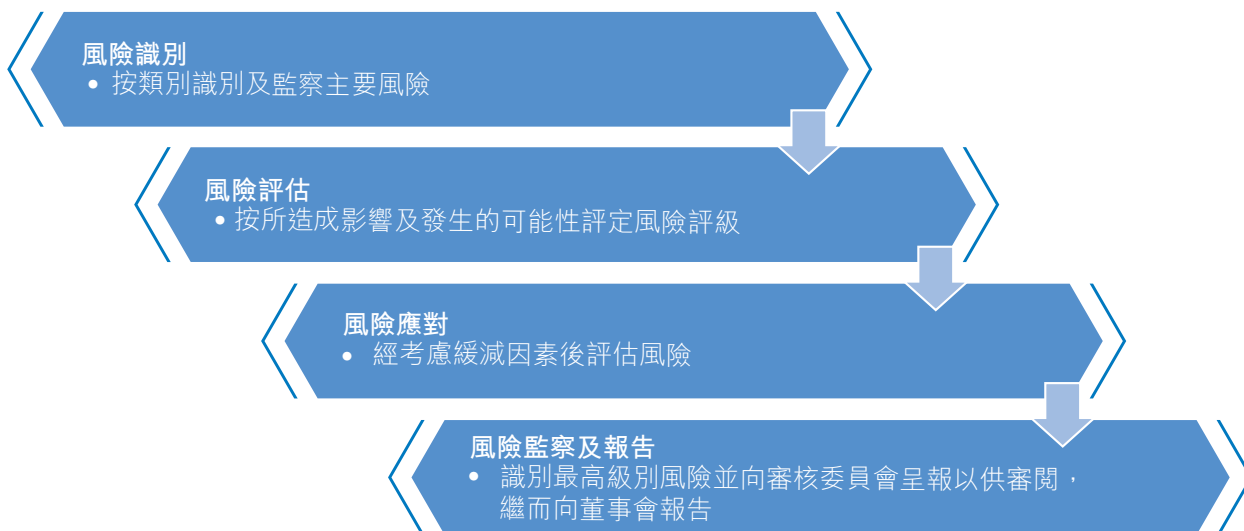 風險識別
• 按類別識別及監察主要風險
風險評估
• 按所造成影響及發生的可能性評定風險評級
風險應對
• 經考慮緩減因素後評估風險
風險監察及報告
• 識別最高級別風險並向審核委員會呈報以供審閱，
繼而向董事會報告